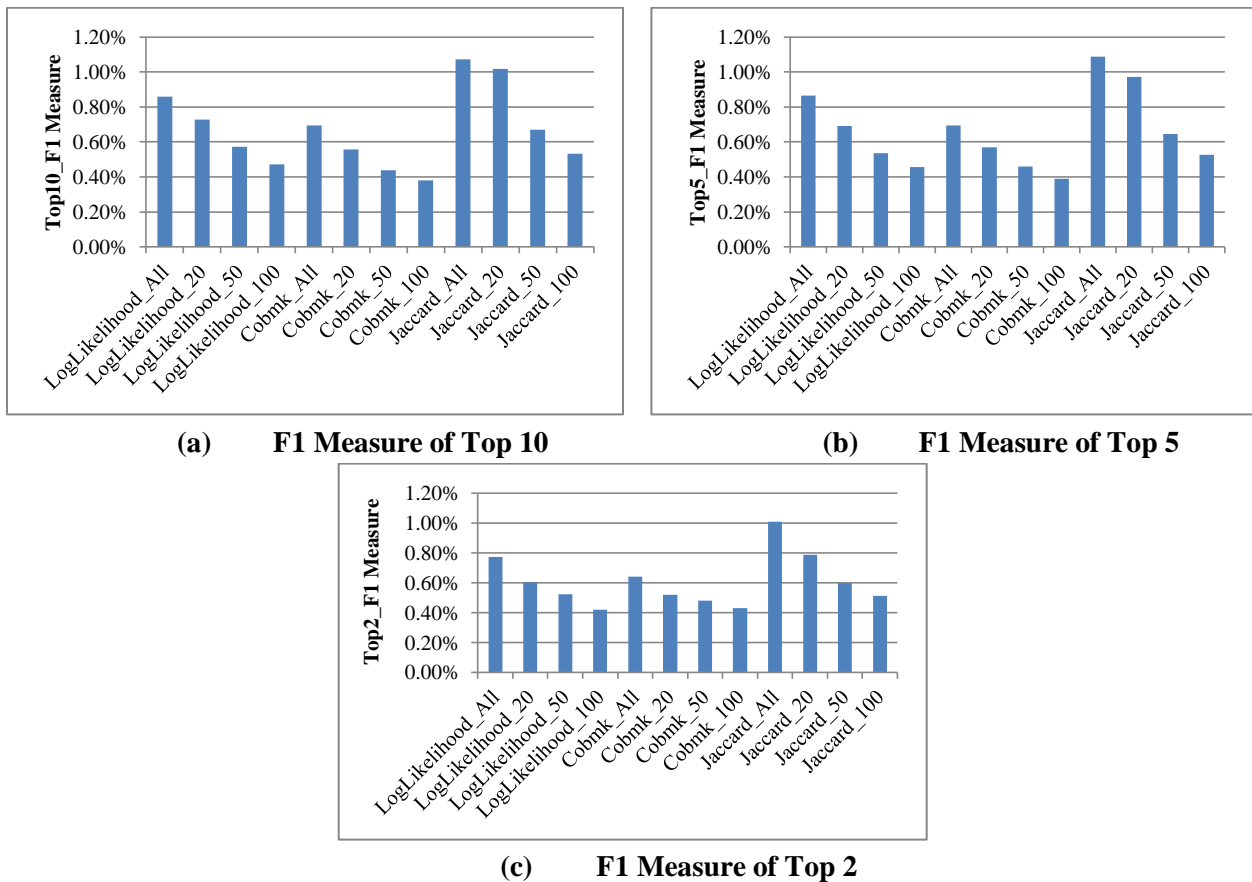 Top10_F1 Measure
1.20%
1.00%
0.80%
0.60%
0.40%
0.20%
0.00%
LogLikelihood_All
LogLikelihood_20
LogLikelihood_50
LogLikelihood_100
Cobmk_All
Cobmk_20
Cobmk_50
Cobmk_100
Jaccard_All
Jaccard_20
Jaccard_50
Jaccard_100
(a) F1 Measure of Top 10
Top5_F1 Measure
1.20%
1.00%
0.80%
0.60%
0.40%
0.20%
0.00%
LogLikelihood_All
LogLikelihood_20
LogLikelihood_50
LogLikelihood_100
Cobmk_All
Cobmk_20
Cobmk_50
Cobmk_100
Jaccard_All
Jaccard_20
Jaccard_50
Jaccard_100
(b) F1 Measure of Top 5
Top2_F1 Measure
1.20%
1.00%
0.80%
0.60%
0.40%
0.20%
0.00%
LogLikelihood_All
LogLikelihood_20
LogLikelihood_50
LogLikelihood_100
Cobmk_All
Cobmk_20
Cobmk_50
Cobmk_100
Jaccard_All
Jaccard_20
Jaccard_50
Jaccard_100
(c) F1 Measure of Top 2